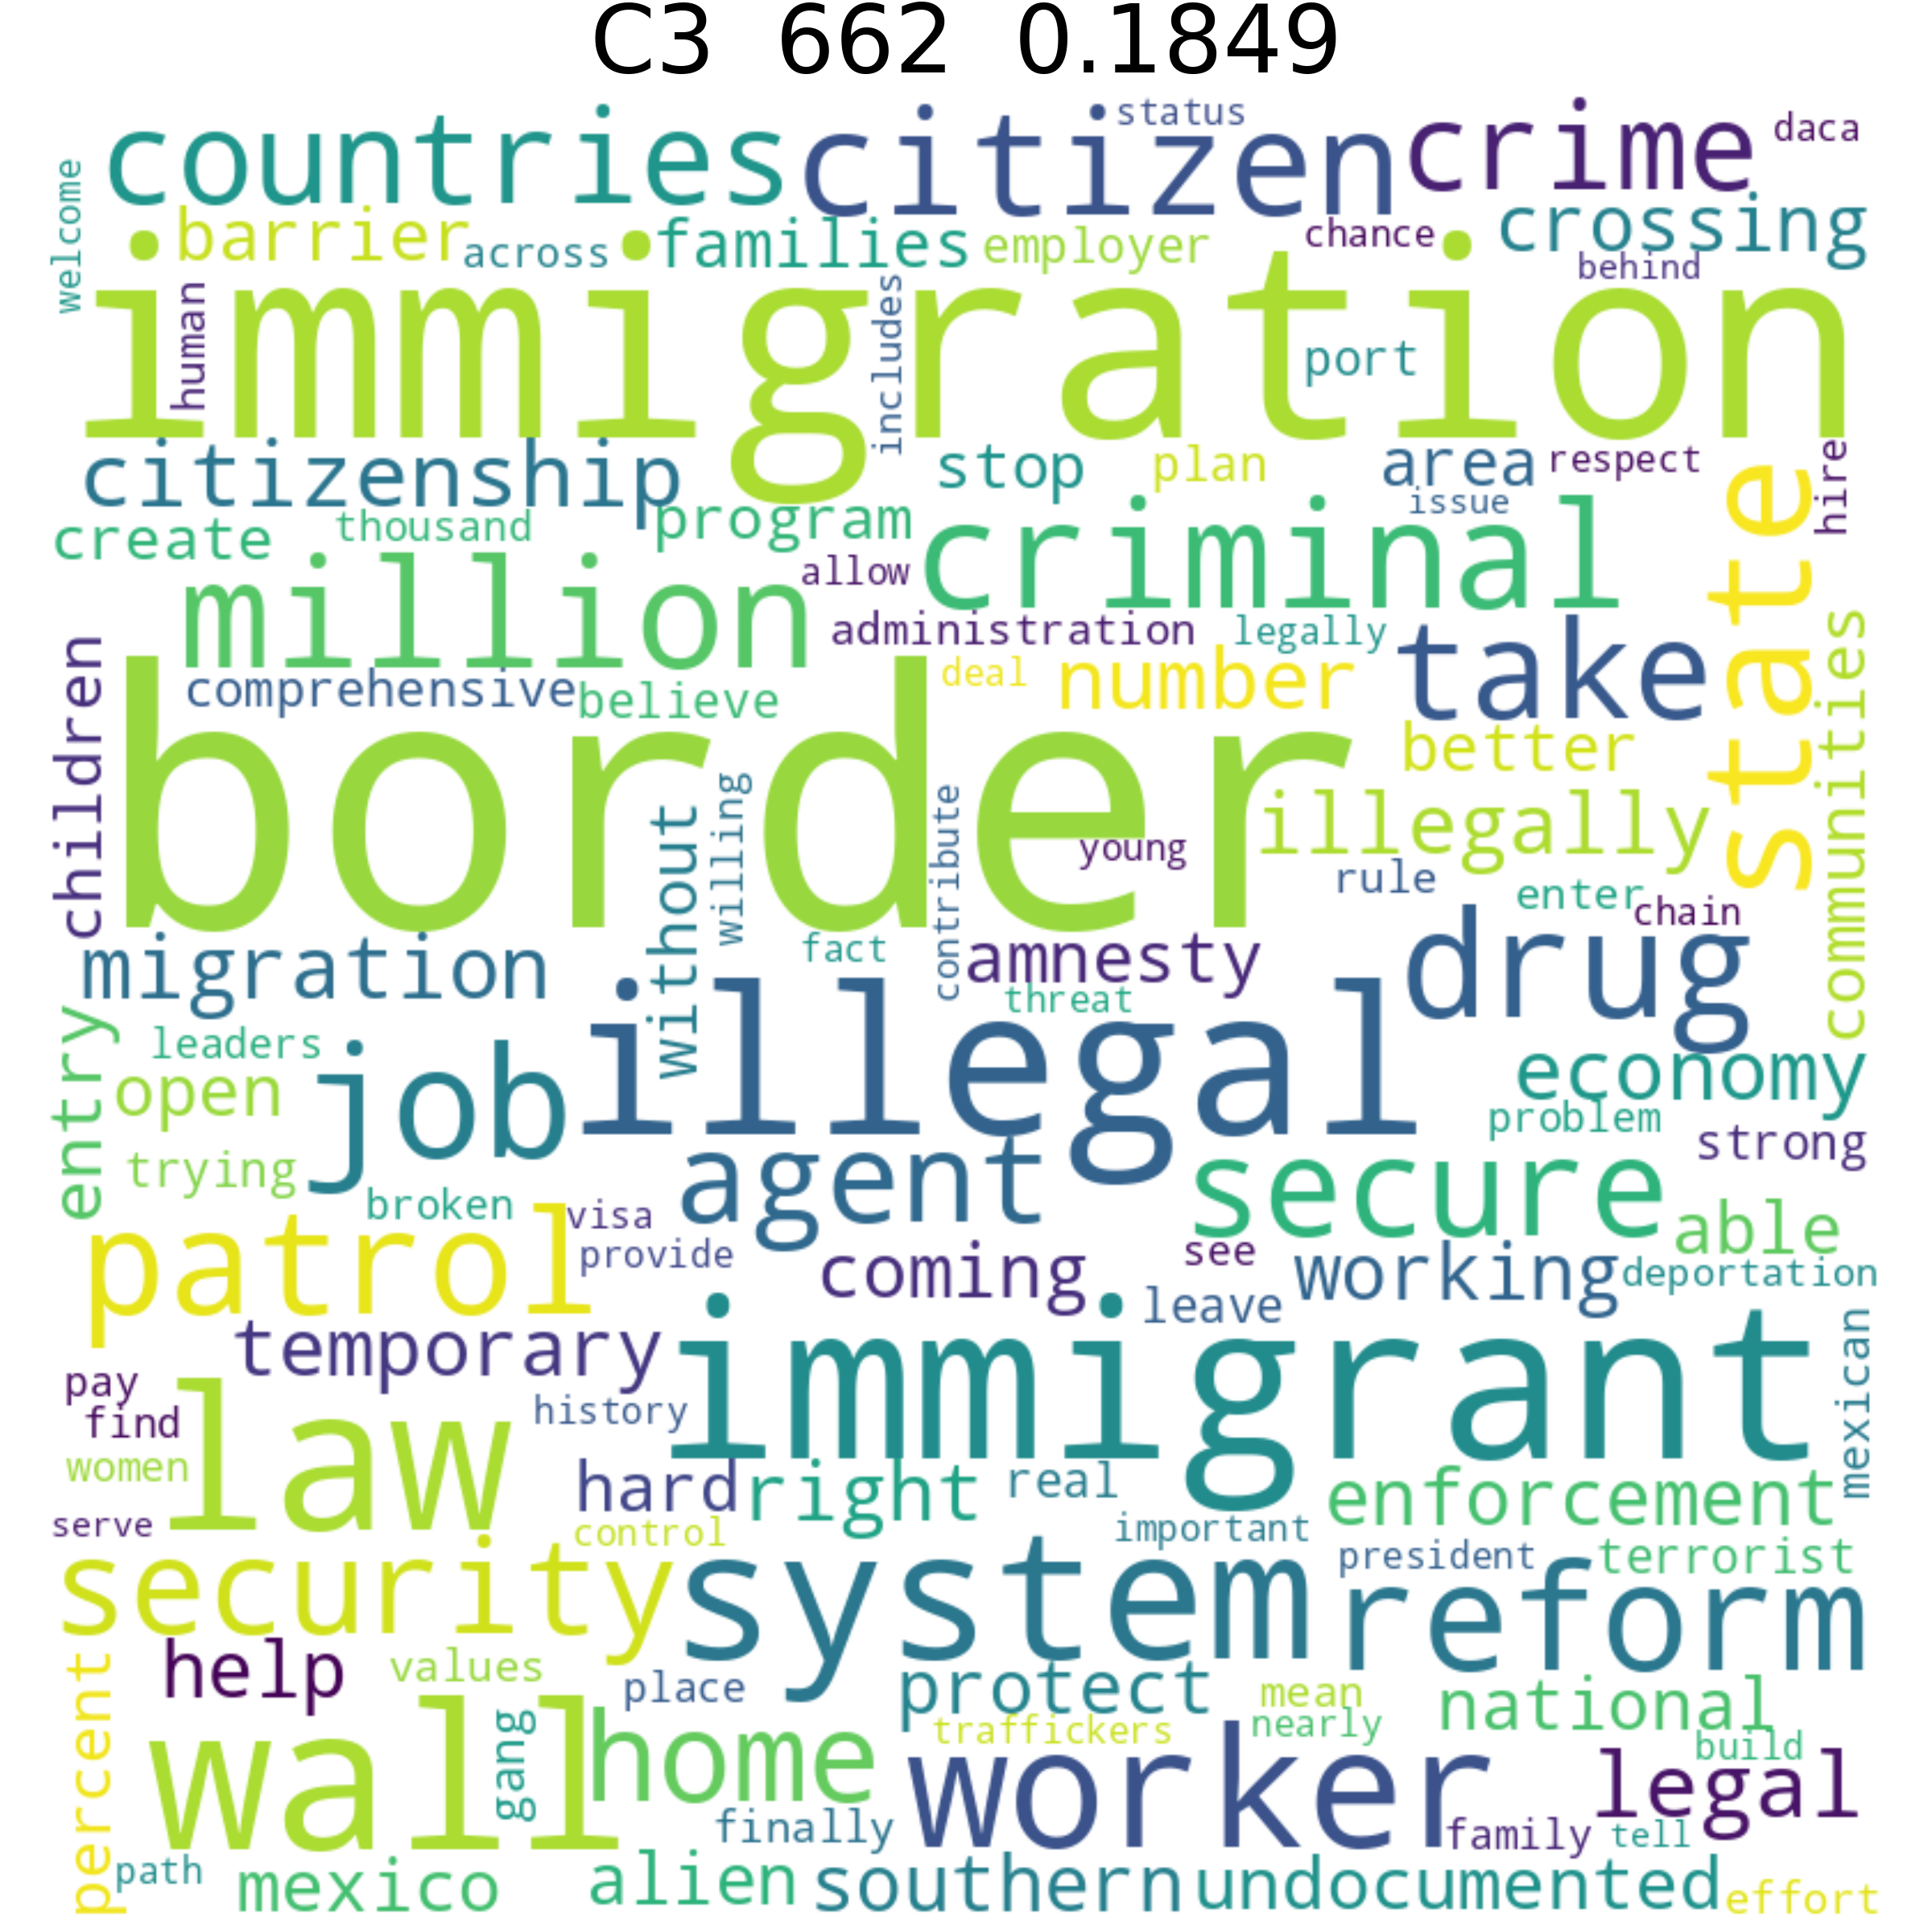 C3 662 0.1849
status
countries citizen crime daca
welcome
barrier across families employer chance crossing
behind
immigration
human
includes
port
citizenship stop plan area respect
hire
issue
state
create thousand program criminal
allow
million administration legally take
communities
children
comprehensive believe deal number
border better
illegally
without
willing
contribute
young rule
enter chain
migration fact amnesty drug
threat
entry
leaders
open job illegal economy
problem strong
trying agent secure
broken visa able
patrol provide coming see working deportation
leave
temporary immigrant
mexican
pay
law history
find
women hard right real enforcement
serve control important
security system president terrorist
reform
help values place protect mean national
percent
wall gang home traffickers nearly
build
worker legal
finally family tell
path mexico alien southern undocumented effort